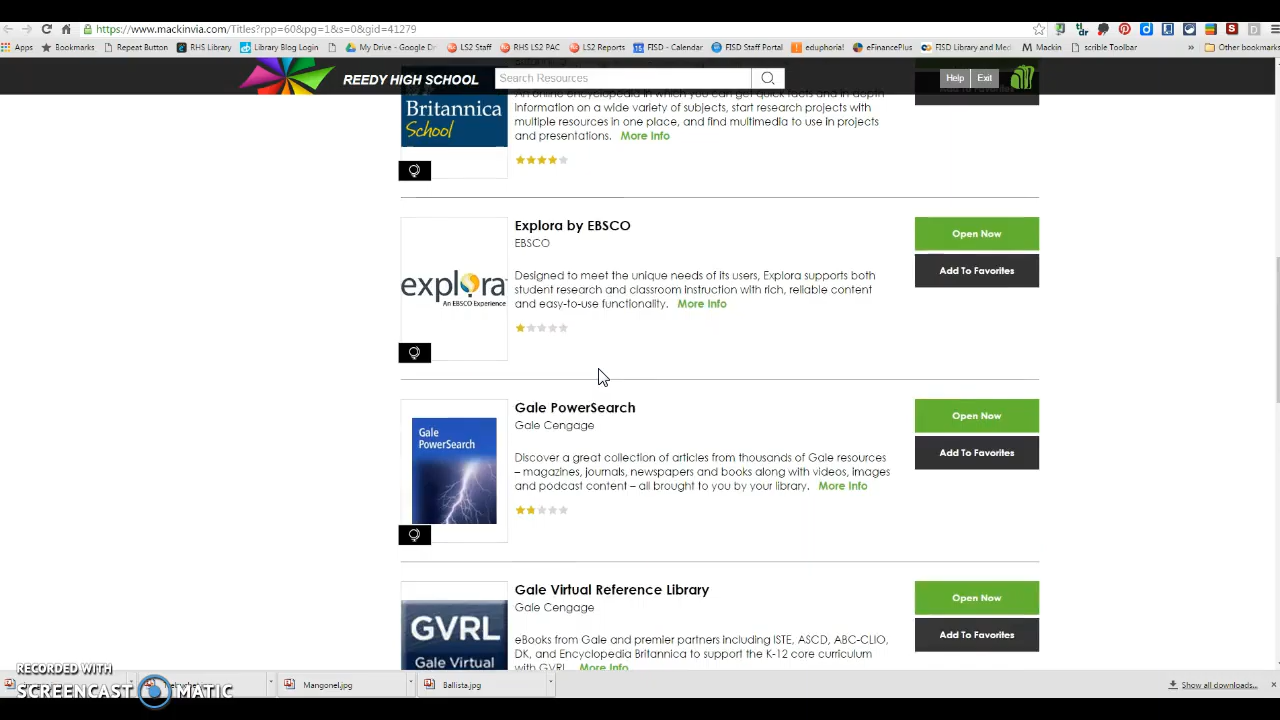 https://www.mackinvia.com/Titles?rpp=60&pg=1&s=0&gid=41279
Apps Bookmarks Repeat Button RHS Library Library Blog Login My Drive - Google D LS2 Staff RHS LS2 PAC LS2 Reports FISD - Calendar FISD Staff Portal eduphoria! eFinancePlus FISD Library and Med Mackin scrible Toolbar » Other bookmarks
REEDY HIGH SCHOOL Search Resources Help Exit
An online encyclopedia in which you can get quick facts and in depth
information on a wide variety of subjects, start research projects with
multiple resources in one place, and find multimedia to use in projects
and presentations. More Info
Britannica
School
Explora by EBSCO
EBSCO
Designed to meet the unique needs of its users, Explora supports both
student research and classroom instruction with rich, reliable content
and easy-to-use functionality. More Info
explora
An EBSCO Experience
Open Now
Add To Favorites
Gale PowerSearch
Gale Cengage
Discover a great collection of articles from thousands of Gale resources
– magazines, journals, newspapers and books along with videos, images
and podcast content – all brought to you by your library. More Info
Gale
PowerSearch
Open Now
Add To Favorites
Gale Virtual Reference Library
Gale Cengage
eBooks from Gale and premier partners including ISTE, ASCD, ABC-CLIO,
DK, and Encyclopedia Britannica to support the K-12 core curriculum
with GVRL. More Info
GVRL
Gale Virtual
Open Now
Add To Favorites
RECORDED WITH
SCREENCAST MATIC
Mangonel.jpg
Ballista.jpg
Show all downloads...